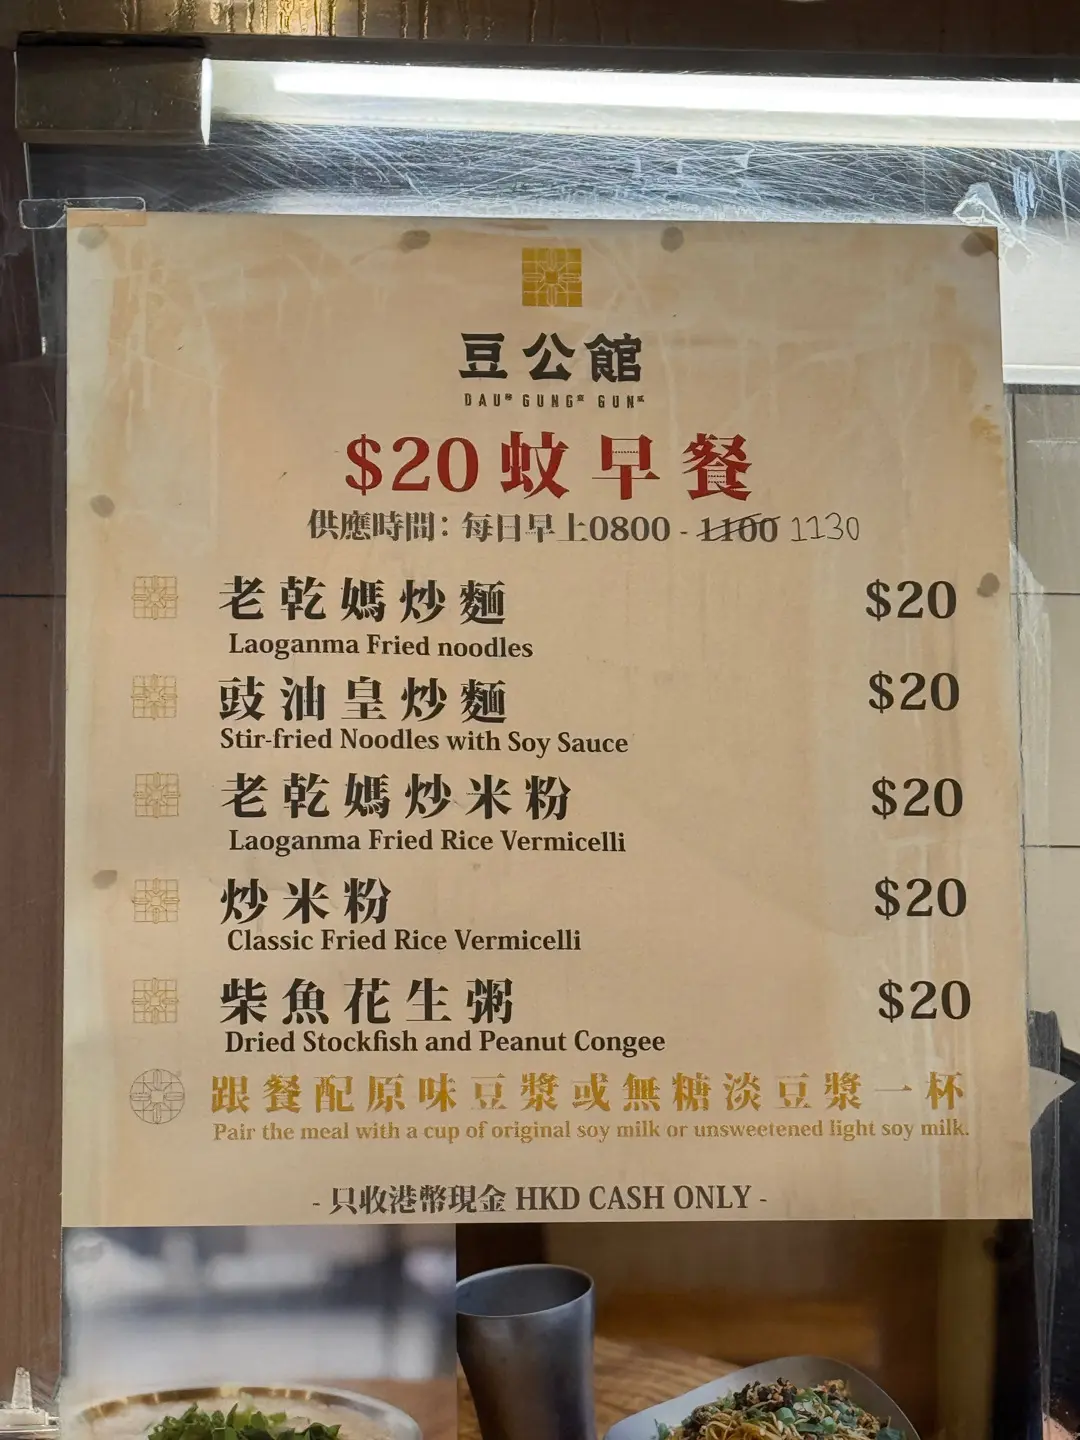 豆公館
DAU GUNG GUN
$20蚊早餐
供應時間：每日早上0800 - 1100 1130
老乾媽炒麵 $20
Laoganma Fried noodles
豉油皇炒麵 $20
Stir-fried Noodles with Soy Sauce
老乾媽炒米粉 $20
Laoganma Fried Rice Vermicelli
炒米粉 $20
Classic Fried Rice Vermicelli
柴魚花生粥 $20
Dried Stockfish and Peanut Congee
跟餐配原味豆漿或無糖淡豆漿一杯
Pair the meal with a cup of original soy milk or unsweetened light soy milk.
- 只收港幣現金 HKD CASH ONLY -